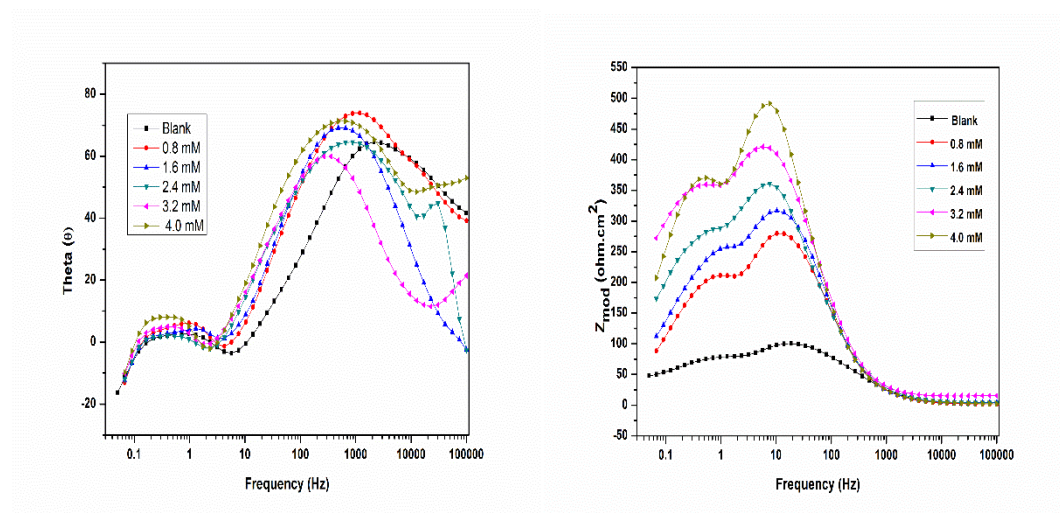 80
60
40
20
0
-20
Theta (θ)
Blank
0.8 mM
1.6 mM
2.4 mM
3.2 mM
4.0 mM
0.1
1
10
100
1000
10000
100000
Frequency (Hz)
550
500
450
400
350
300
250
200
150
100
50
0
-50
Zmod (ohm.cm²)
Blank
0.8 mM
1.6 mM
2.4 mM
3.2 mM
4.0 mM
0.1
1
10
100
1000
10000
100000
Frequency (Hz)